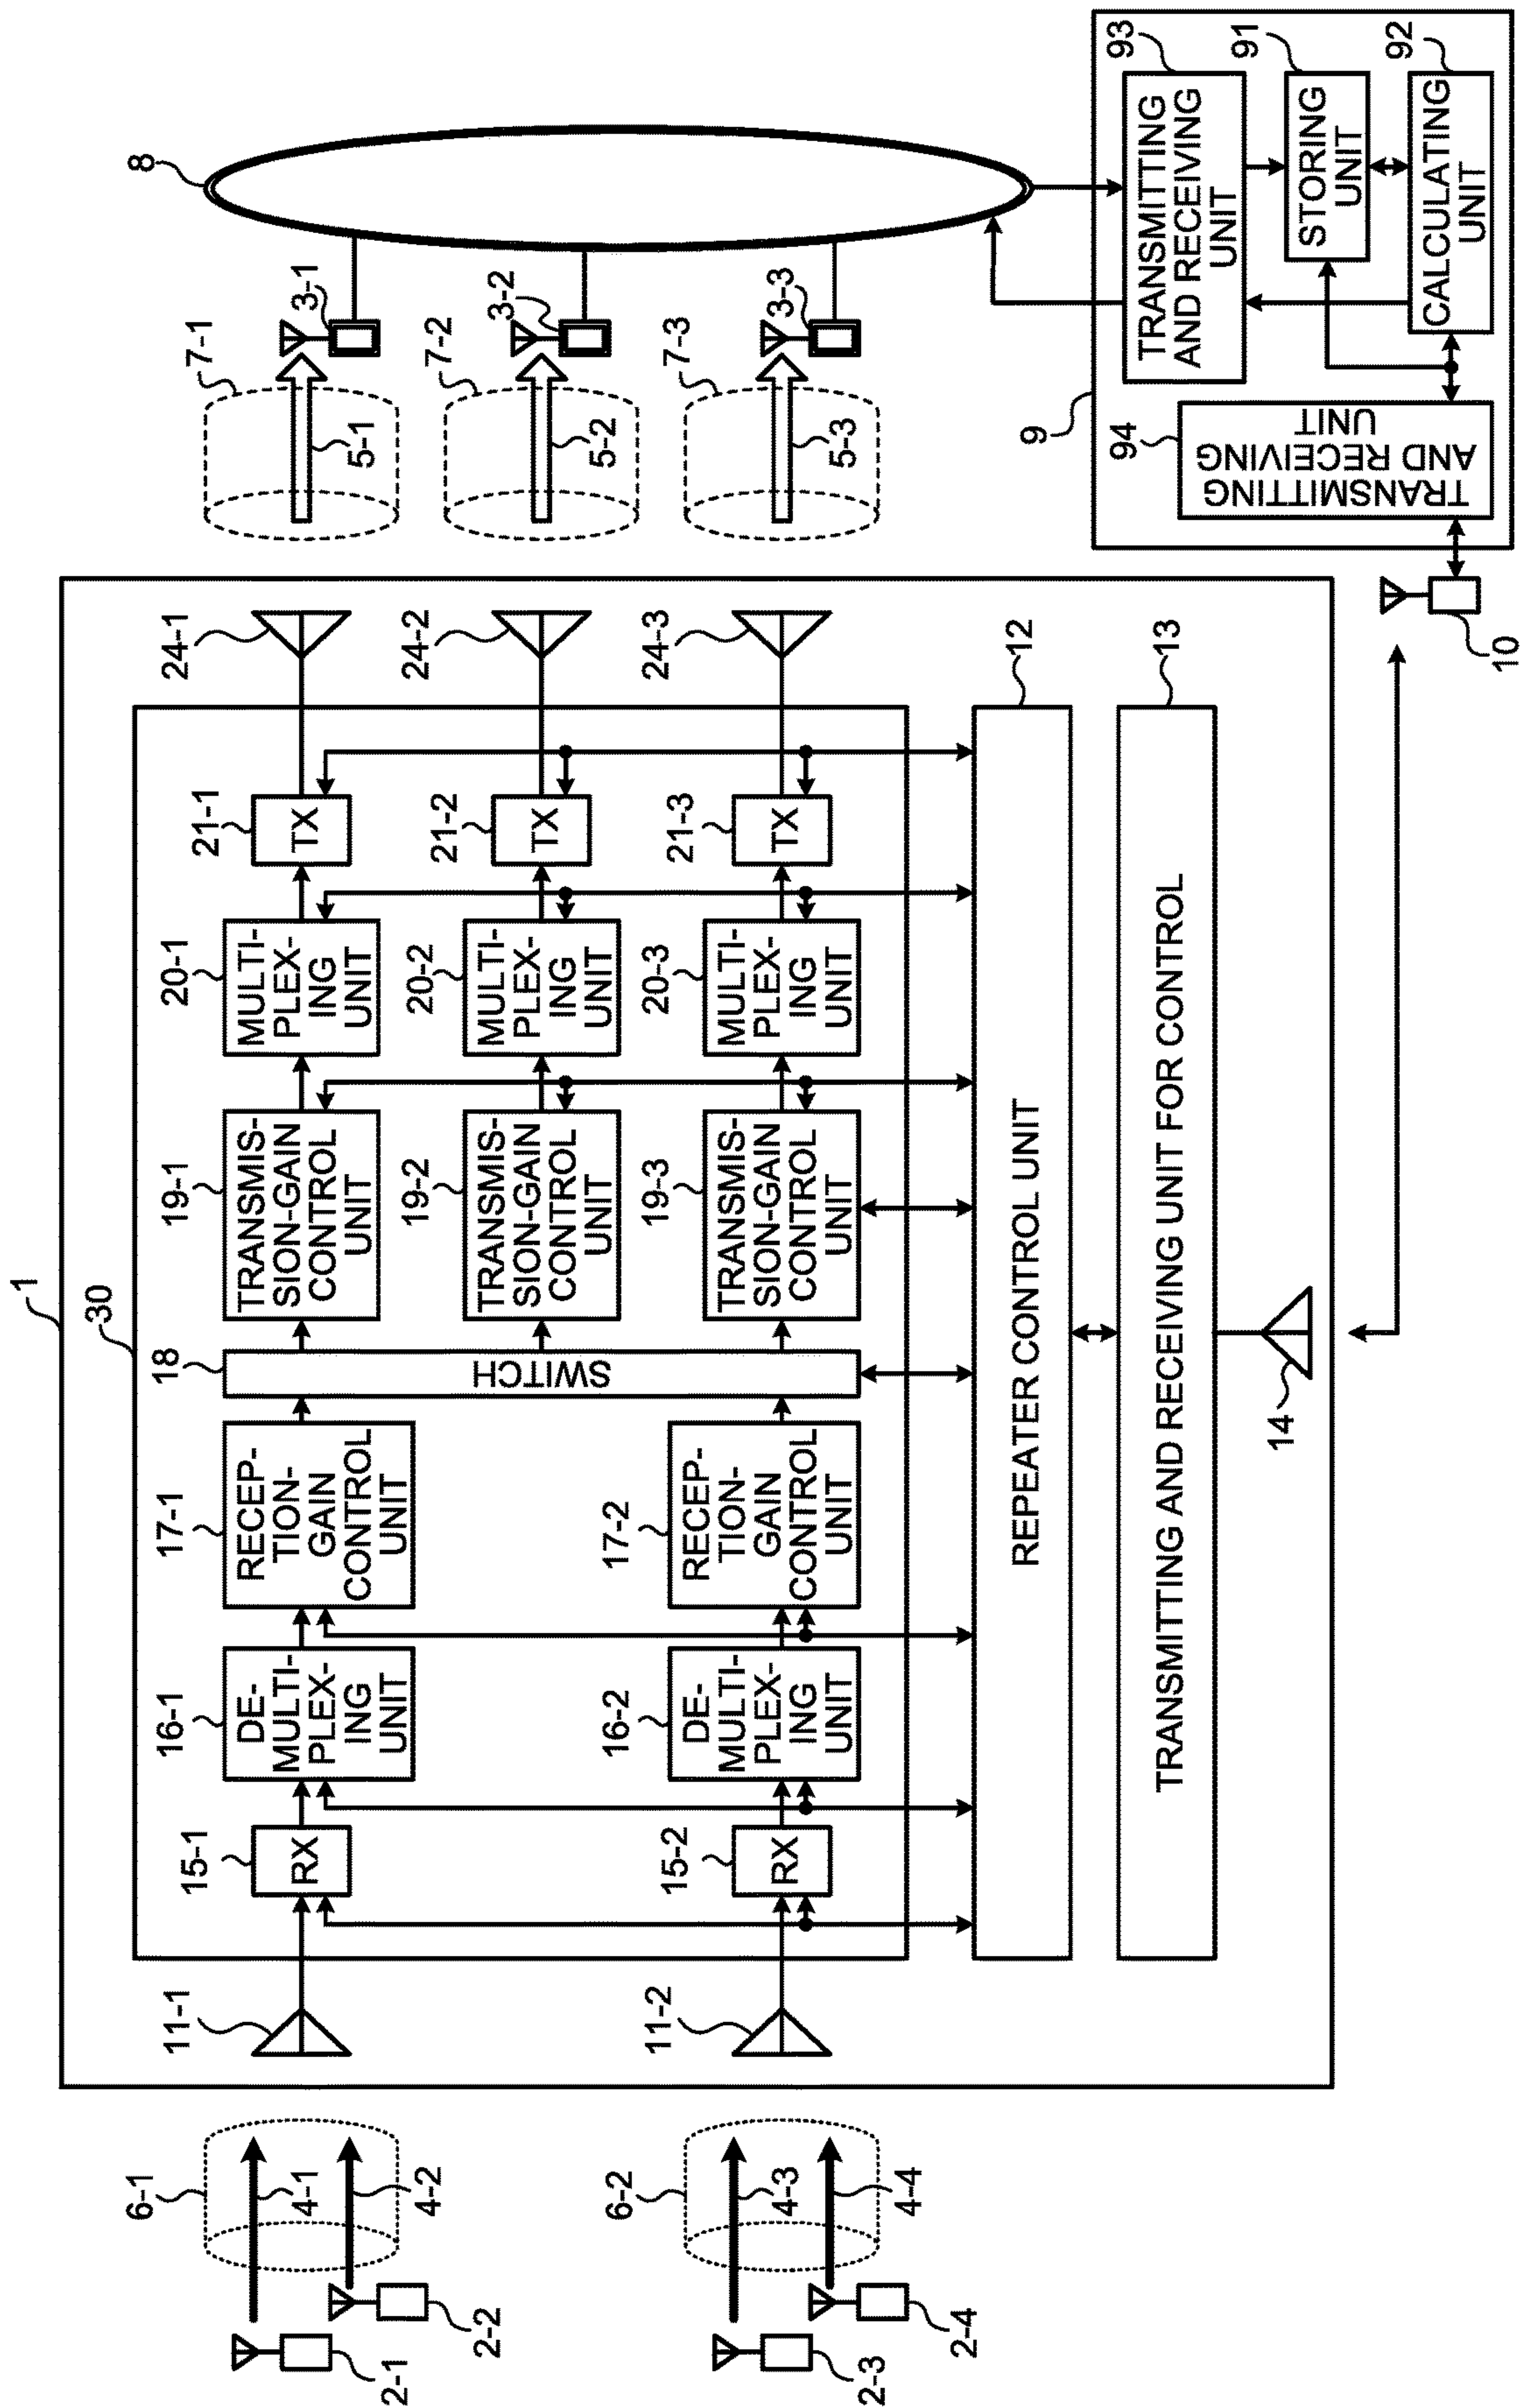 1
30
11-1
15-1
RX
16-1
DE-
MULTI-
PLEX-
ING
UNIT
17-1
RECEP-
TION-
GAIN
CONTROL
UNIT
18
SWITCH
19-1
TRANSMIS-
SION-GAIN
CONTROL
UNIT
20-1
MULTI-
PLEX-
ING
UNIT
21-1
TX
24-1
19-2
TRANSMIS-
SION-GAIN
CONTROL
UNIT
20-2
MULTI-
PLEX-
ING
UNIT
21-2
TX
24-2
11-2
15-2
RX
16-2
DE-
MULTI-
PLEX-
ING
UNIT
17-2
RECEP-
TION-
GAIN
CONTROL
UNIT
19-3
TRANSMIS-
SION-GAIN
CONTROL
UNIT
20-3
MULTI-
PLEX-
ING
UNIT
21-3
TX
24-3
12
REPEATER CONTROL UNIT
13
TRANSMITTING AND RECEIVING UNIT FOR CONTROL
14
6-1
4-1
4-2
2-1
2-2
6-2
4-3
4-4
2-3
2-4
7-1
5-1
3-1
7-2
5-2
3-2
7-3
5-3
3-3
8
9
10
94
TRANSMITTING
AND RECEIVING
UNIT
93
TRANSMITTING
AND RECEIVING
UNIT
91
STORING
UNIT
92
CALCULATING
UNIT